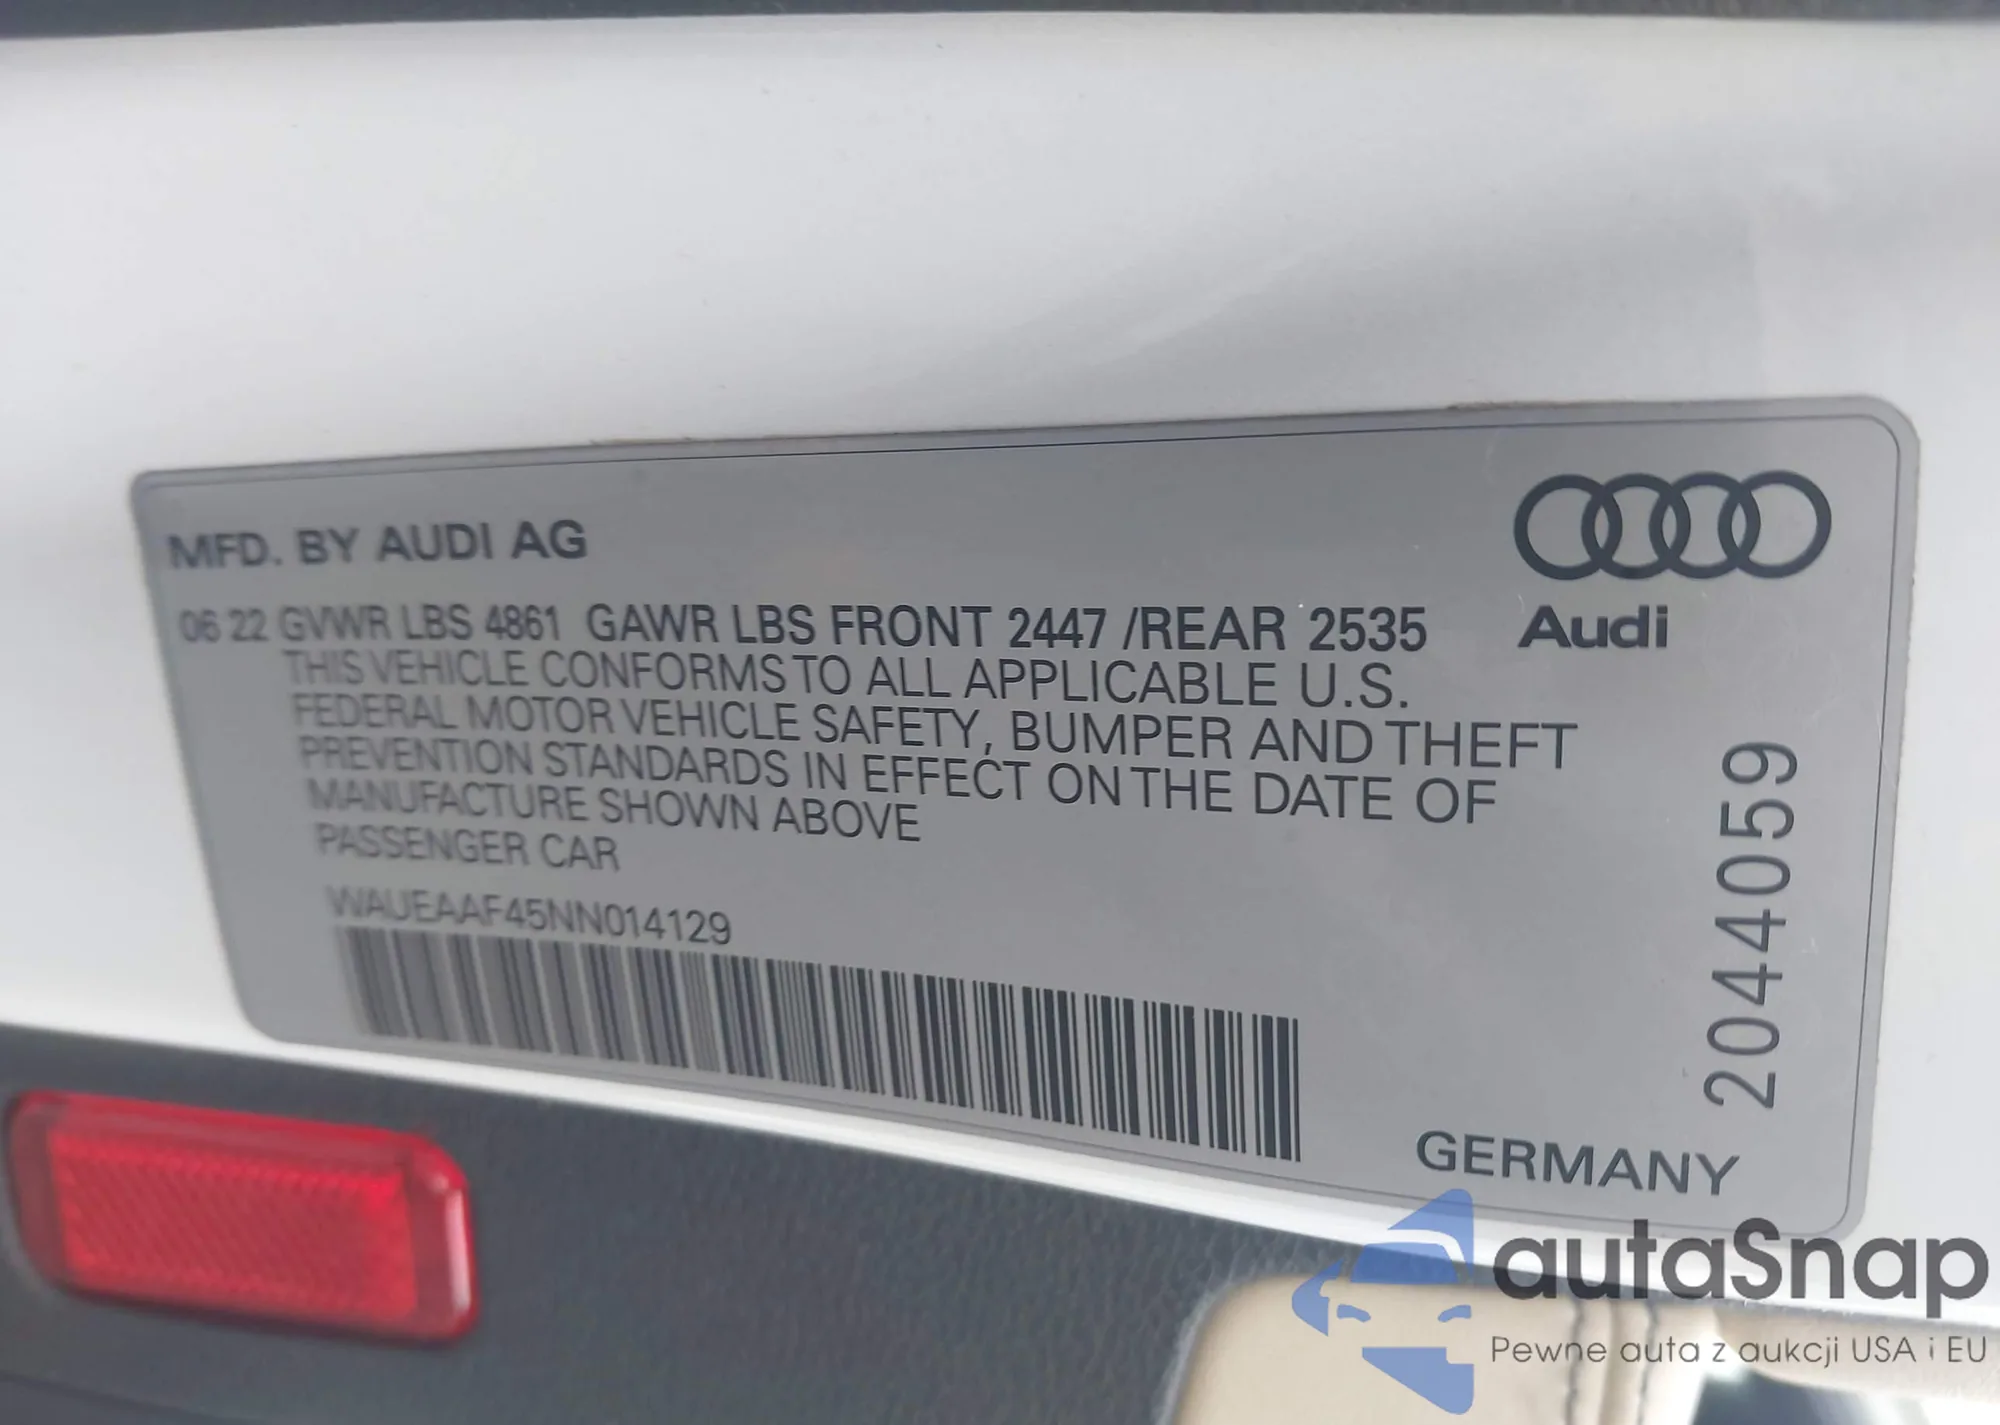 MFD. BY AUDI AG
06 22 GVWR LBS 4861 GAWR LBS FRONT 2447 /REAR 2535
THIS VEHICLE CONFORMS TO ALL APPLICABLE U.S.
FEDERAL MOTOR VEHICLE SAFETY, BUMPER AND THEFT
PREVENTION STANDARDS IN EFFECT ON THE DATE OF
MANUFACTURE SHOWN ABOVE
PASSENGER CAR
WAUEAAF45NN014129
Audi
2044059
GERMANY
autaSnap
Pewne auta z aukcji USA i EU